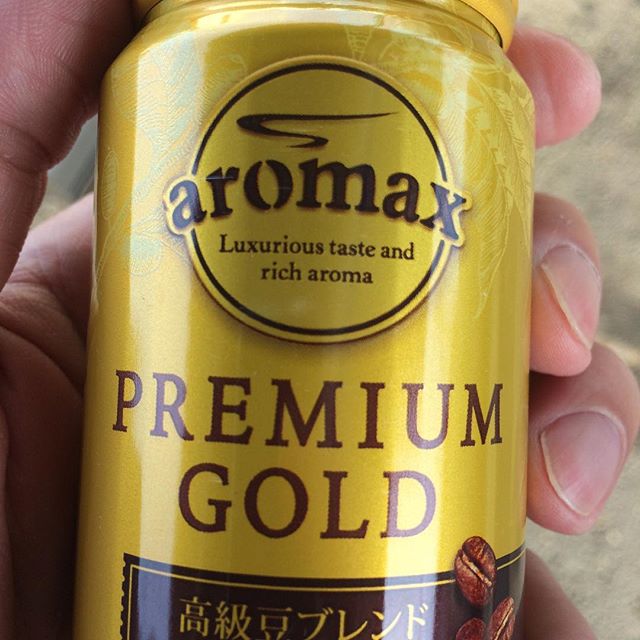 aromax
Luxurious taste and
rich aroma
PREMIUM
GOLD
高級豆ブレンド